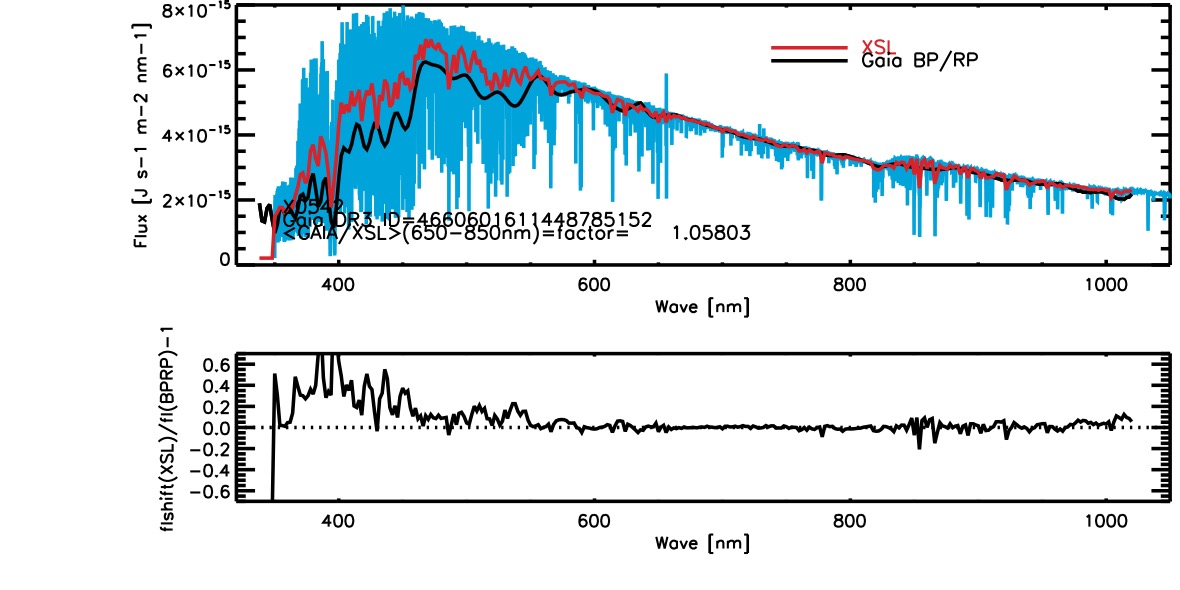 8×10⁻¹⁵
6×10⁻¹⁵
4×10⁻¹⁵
2×10⁻¹⁵
0
Flux [J s−1 m−2 nm−1]
XSL
Gaia BP/RP
X0542
Gaia DR3 ID=4660601611448785152
<GAIA/XSL>(650−850nm)=factor= 1.05803
400 600 800 1000
Wave [nm]
flshift(XSL)/fl(BPRP)−1
0.6
0.4
0.2
0.0
−0.2
−0.4
−0.6
400 600 800 1000
Wave [nm]